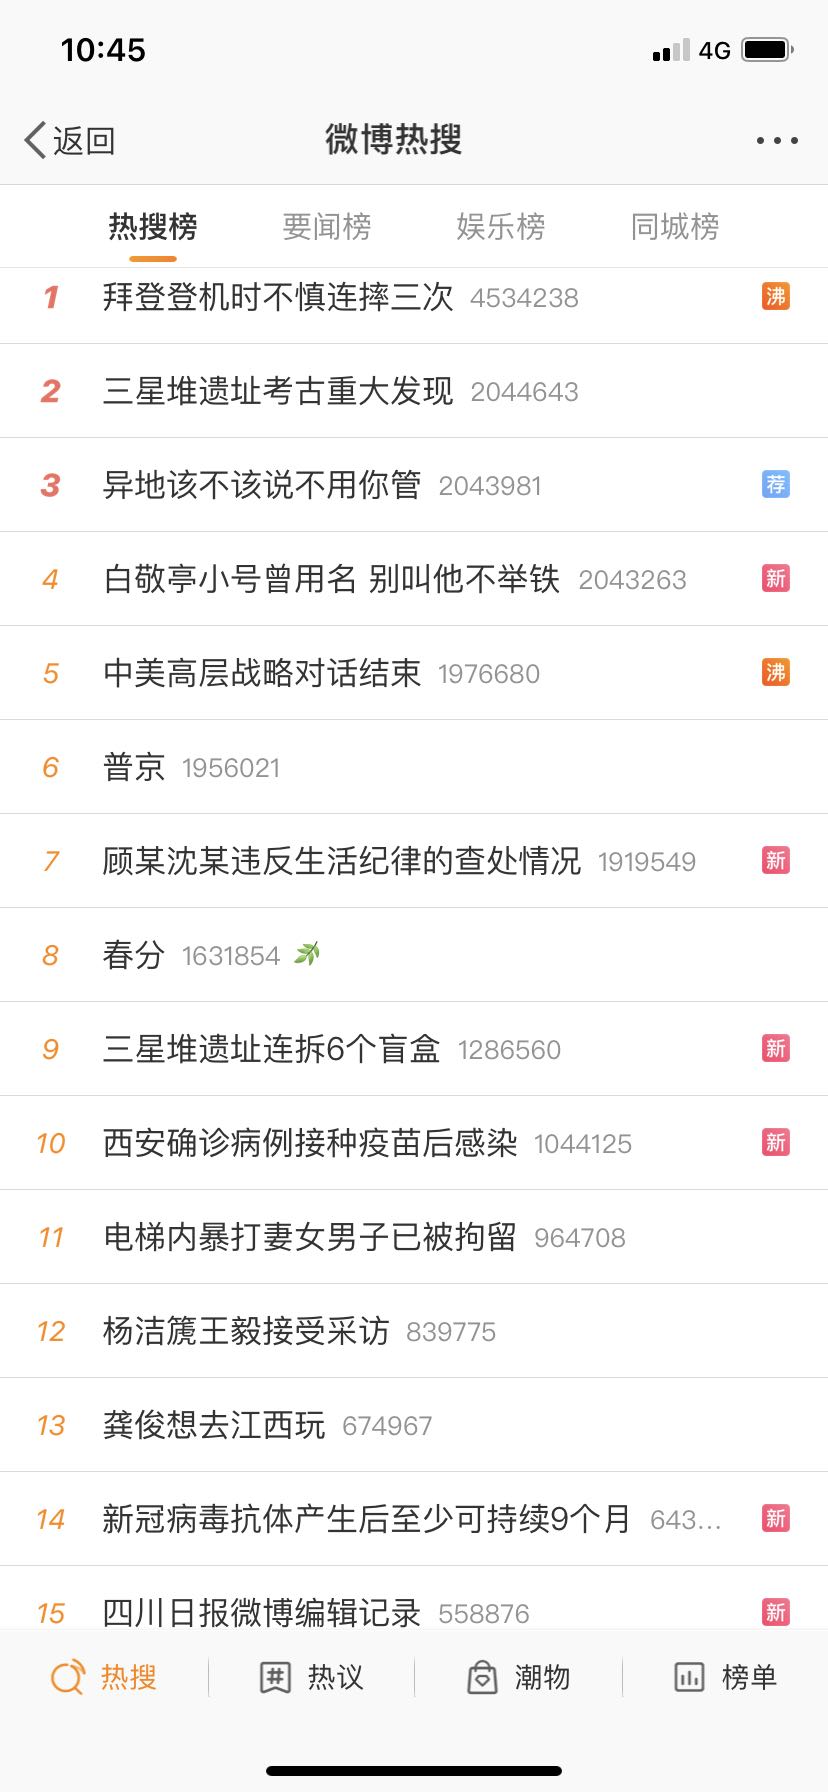 10:45 4G
返回 微博热搜
热搜榜 要闻榜 娱乐榜 同城榜
1 拜登登机时不慎连摔三次 4534238 沸
2 三星堆遗址考古重大发现 2044643
3 异地该不该说不用你管 2043981 荐
4 白敬亭小号曾用名 别叫他不举铁 2043263 新
5 中美高层战略对话结束 1976680 沸
6 普京 1956021
7 顾某沈某违反生活纪律的查处情况 1919549 新
8 春分 1631854
9 三星堆遗址连拆6个盲盒 1286560 新
10 西安确诊病例接种疫苗后感染 1044125 新
11 电梯内暴打妻女男子已被拘留 964708
12 杨洁篪王毅接受采访 839775
13 龚俊想去江西玩 674967
14 新冠病毒抗体产生后至少可持续9个月 643... 新
15 四川日报微博编辑记录 558876 新
热搜 热议 潮物 榜单